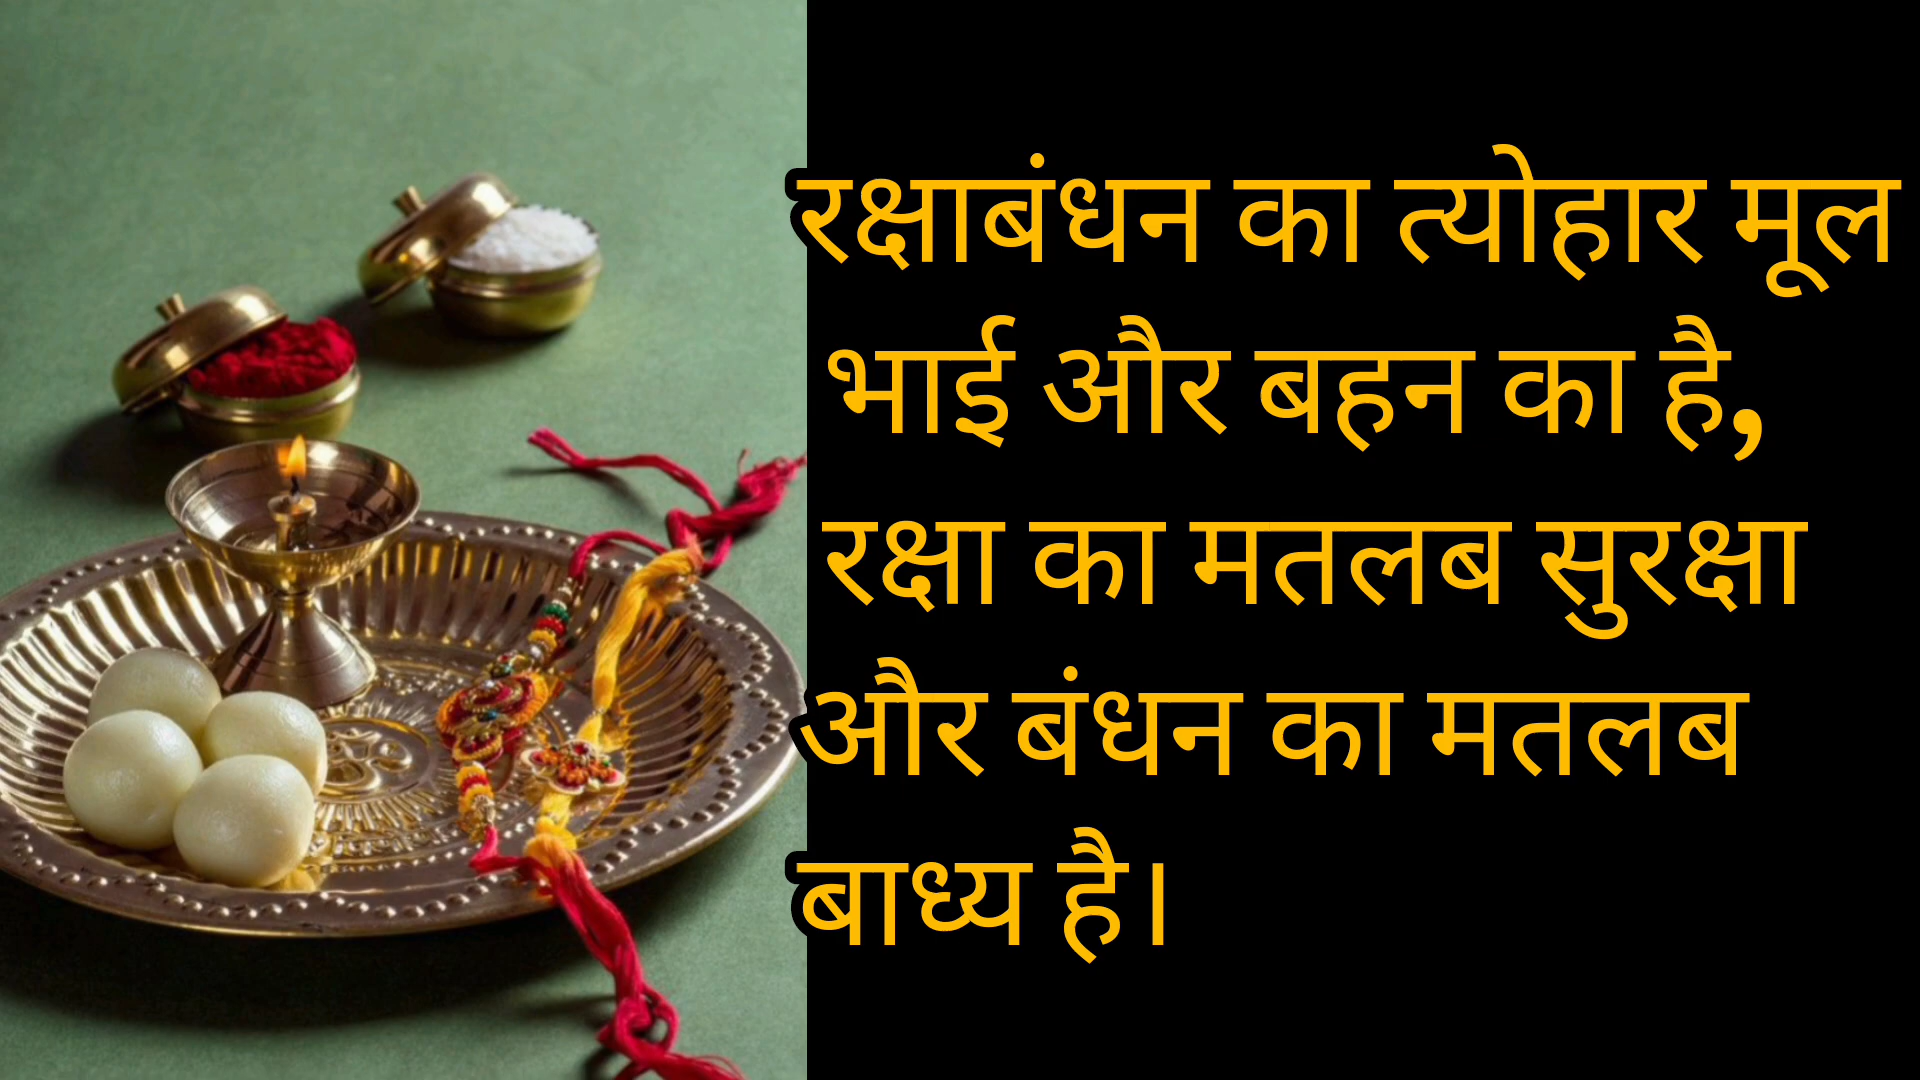 रक्षाबंधन का त्योहार मूल
भाई और बहन का है,
रक्षा का मतलब सुरक्षा
और बंधन का मतलब
बाध्य है।